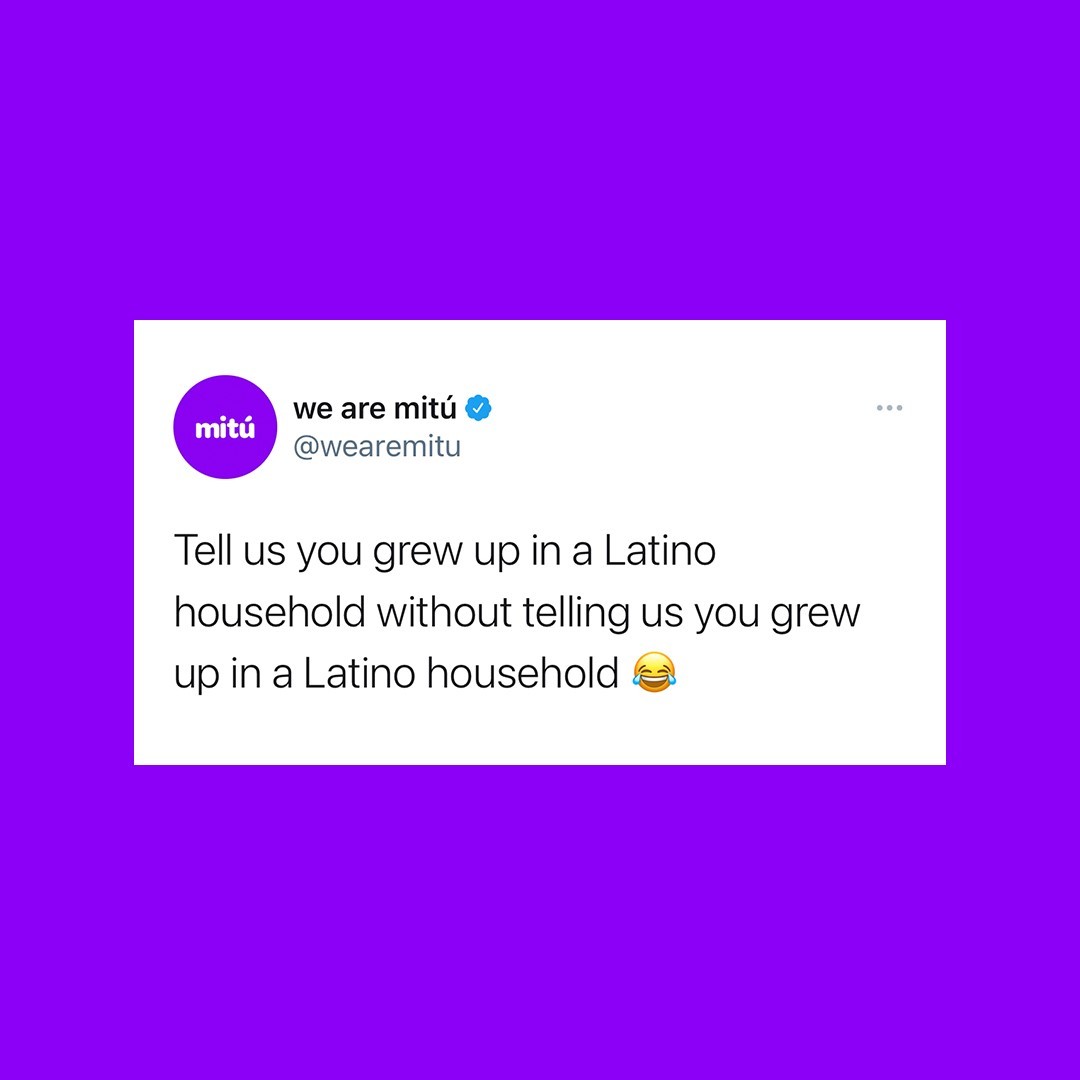 mitú
we are mitú
@wearemitu
Tell us you grew up in a Latino
household without telling us you grew
up in a Latino household 😂